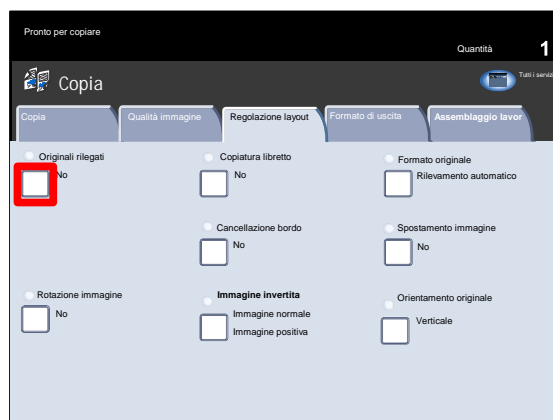 Pronto per copiare
Quantità 1
Copia
Tutti i serviz
Copia
Qualità immagine
Regolazione layout
Formato di uscita
Assemblaggio lavor
Originali rilegati
No
Copiatura libretto
No
Formato originale
Rilevamento automatico
Cancellazione bordo
No
Spostamento immagine
No
Rotazione immagine
No
Immagine invertita
Immagine normale
Immagine positiva
Orientamento originale
Verticale